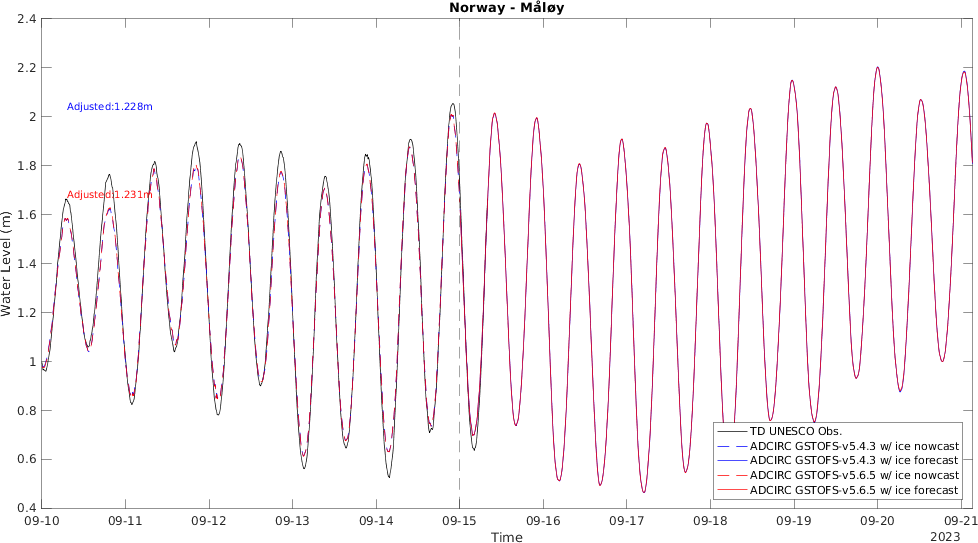 Norway - Måløy
2.4
2.2
2
1.8
1.6
1.4
1.2
1
0.8
0.6
0.4
Water Level (m)
Adjusted:1.228m
Adjusted:1.231m
TD UNESCO Obs.
ADCIRC GSTOFS-v5.4.3 w/ ice nowcast
ADCIRC GSTOFS-v5.4.3 w/ ice forecast
ADCIRC GSTOFS-v5.6.5 w/ ice nowcast
ADCIRC GSTOFS-v5.6.5 w/ ice forecast
09-10 09-11 09-12 09-13 09-14 09-15 09-16 09-17 09-18 09-19 09-20 09-21
Time
2023